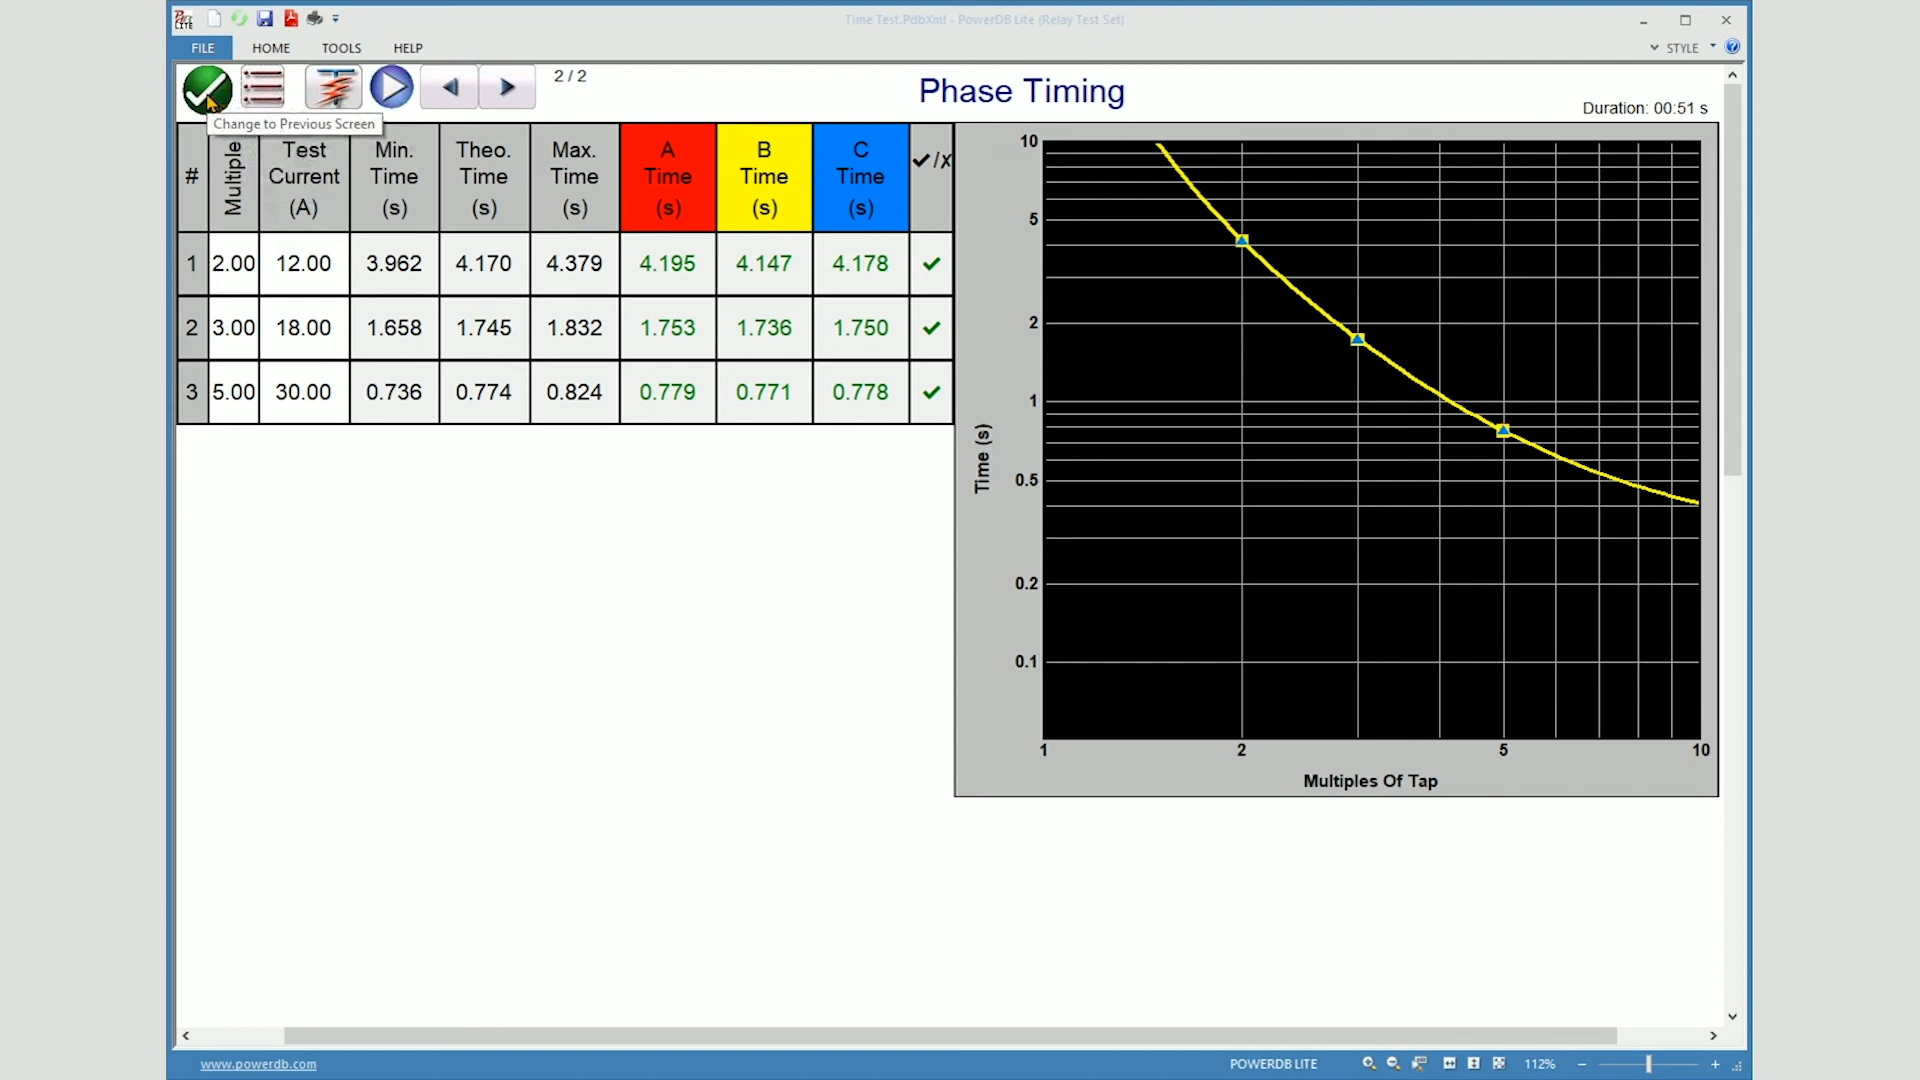 Time Test.PdbXml - PowerDB Lite (Relay Test Set)
FILE HOME TOOLS HELP
STYLE
2 / 2
Phase Timing
Duration: 00:51 s
Change to Previous Screen
# Multiple Test Current (A) Min. Time (s) Theo. Time (s) Max. Time (s) A Time (s) B Time (s) C Time (s) ✓/x
1 2.00 12.00 3.962 4.170 4.379 4.195 4.147 4.178 ✓
2 3.00 18.00 1.658 1.745 1.832 1.753 1.736 1.750 ✓
3 5.00 30.00 0.736 0.774 0.824 0.779 0.771 0.778 ✓
10
5
2
1
0.5
0.2
0.1
Time (s)
1 2 5 10
Multiples Of Tap
www.powerdb.com
POWERDB LITE
112%